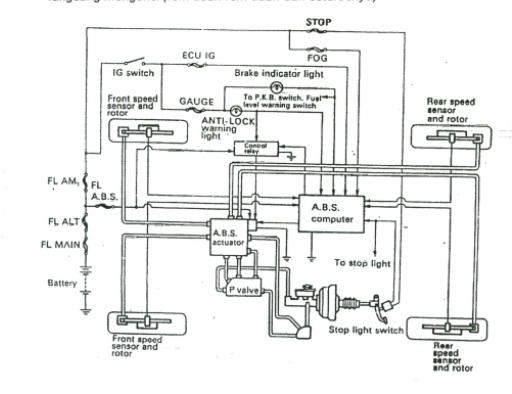 STOP
FOG
ECU IG
IG switch
Brake indicator light
GAUGE
To P.K.B. switch, Fuel
level warning switch
ANTI-LOCK
warning
light
Front speed
sensor and
rotor
Rear speed
sensor
and rotor
Control
relay
FL AM₁
FL
A.B.S.
FL ALT
FL MAIN
Battery
A.B.S.
actuator
A.B.S.
computer
To stop light
P valve
Stop light switch
Front speed
sensor and
rotor
Rear
speed
sensor
and rotor